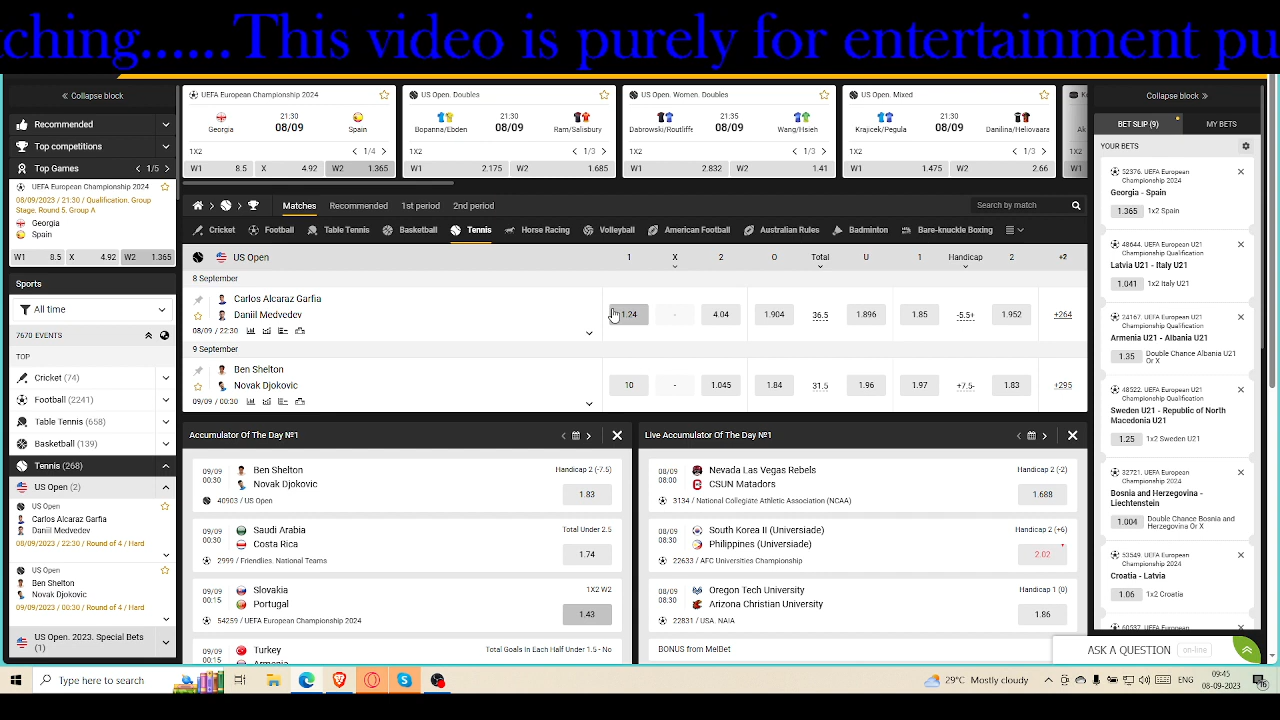 tching......This video is purely for entertainment pu
Collapse block
Recommended
Top competitions
Top Games 1/5
UEFA European Championship 2024
08/09/2023 / 21:30 / Qualification. Group Stage. Round 5. Group A
Georgia
Spain
W1 8.5 X 4.92 W2 1.365
Sports
All time
7670 EVENTS
TOP
Cricket (74)
Football (2241)
Table Tennis (658)
Basketball (139)
Tennis (268)
US Open (2)
US Open
Carlos Alcaraz Garfia
Daniil Medvedev
08/09/2023 / 22:30 / Round of 4 / Hard
US Open
Ben Shelton
Novak Djokovic
09/09/2023 / 00:30 / Round of 4 / Hard
US Open. 2023. Special Bets (1)
UEFA European Championship 2024
Georgia 21:30 08/09 Spain
1X2 1/4
W1 8.5 X 4.92 W2 1.365
US Open. Doubles
Bopanna/Ebden 21:30 08/09 Ram/Salisbury
1X2 1/3
W1 2.175 W2 1.685
US Open. Women. Doubles
Dabrowski/Routliffe 21:35 08/09 Wang/Hsieh
1X2 1/3
W1 2.832 W2 1.41
US Open. Mixed
Krajicek/Pegula 21:30 08/09 Danilina/Heliovaara
1X2 1/3
W1 1.475 W2 2.66
Matches Recommended 1st period 2nd period Search by match
Cricket Football Table Tennis Basketball Tennis Horse Racing Volleyball American Football Australian Rules Badminton Bare-knuckle Boxing
US Open 1 X 2 O Total U 1 Handicap 2 +2
8 September
Carlos Alcaraz Garfia
Daniil Medvedev
1.24 - 4.04 1.904 36.5 1.896 1.85 -5.5+ 1.952 +264
08/09 / 22:30
9 September
Ben Shelton
Novak Djokovic
10 - 1.045 1.84 31.5 1.96 1.97 +7.5- 1.83 +295
09/09 / 00:30
Accumulator Of The Day №1
09/09 00:30 Ben Shelton Novak Djokovic Handicap 2 (-7.5)
1.83
40903 / US Open
09/09 00:30 Saudi Arabia Costa Rica Total Under 2.5
1.74
2999 / Friendlies. National Teams
09/09 00:15 Slovakia Portugal 1X2 W2
1.43
54259 / UEFA European Championship 2024
09/09 00:15 Turkey Total Goals In Each Half Under 1.5 - No
Live Accumulator Of The Day №1
08/09 08:00 Nevada Las Vegas Rebels CSUN Matadors Handicap 2 (-2)
1.688
3134 / National Collegiate Athletic Association (NCAA)
08/09 08:30 South Korea II (Universiade) Philippines (Universiade) Handicap 2 (+6)
2.02
22633 / AFC Universities Championship
08/09 08:30 Oregon Tech University Arizona Christian University Handicap 1 (0)
1.86
22831 / USA. NAIA
BONUS from MelBet
Collapse block
BET SLIP (9) MY BETS
YOUR BETS
52376. UEFA European Championship 2024
Georgia - Spain
1.365 1x2 Spain
48644. UEFA European U21 Championship Qualification
Latvia U21 - Italy U21
1.041 1x2 Italy U21
24167. UEFA European U21 Championship Qualification
Armenia U21 - Albania U21
1.35 Double Chance Albania U21 Or X
48522. UEFA European U21 Championship Qualification
Sweden U21 - Republic of North Macedonia U21
1.25 1x2 Sweden U21
32721. UEFA European Championship 2024
Bosnia and Herzegovina - Liechtenstein
1.004 Double Chance Bosnia and Herzegovina Or X
53549. UEFA European Championship 2024
Croatia - Latvia
1.06 1x2 Croatia
ASK A QUESTION on-line
Type here to search
29°C Mostly cloudy
ENG
09:45
08-09-2023